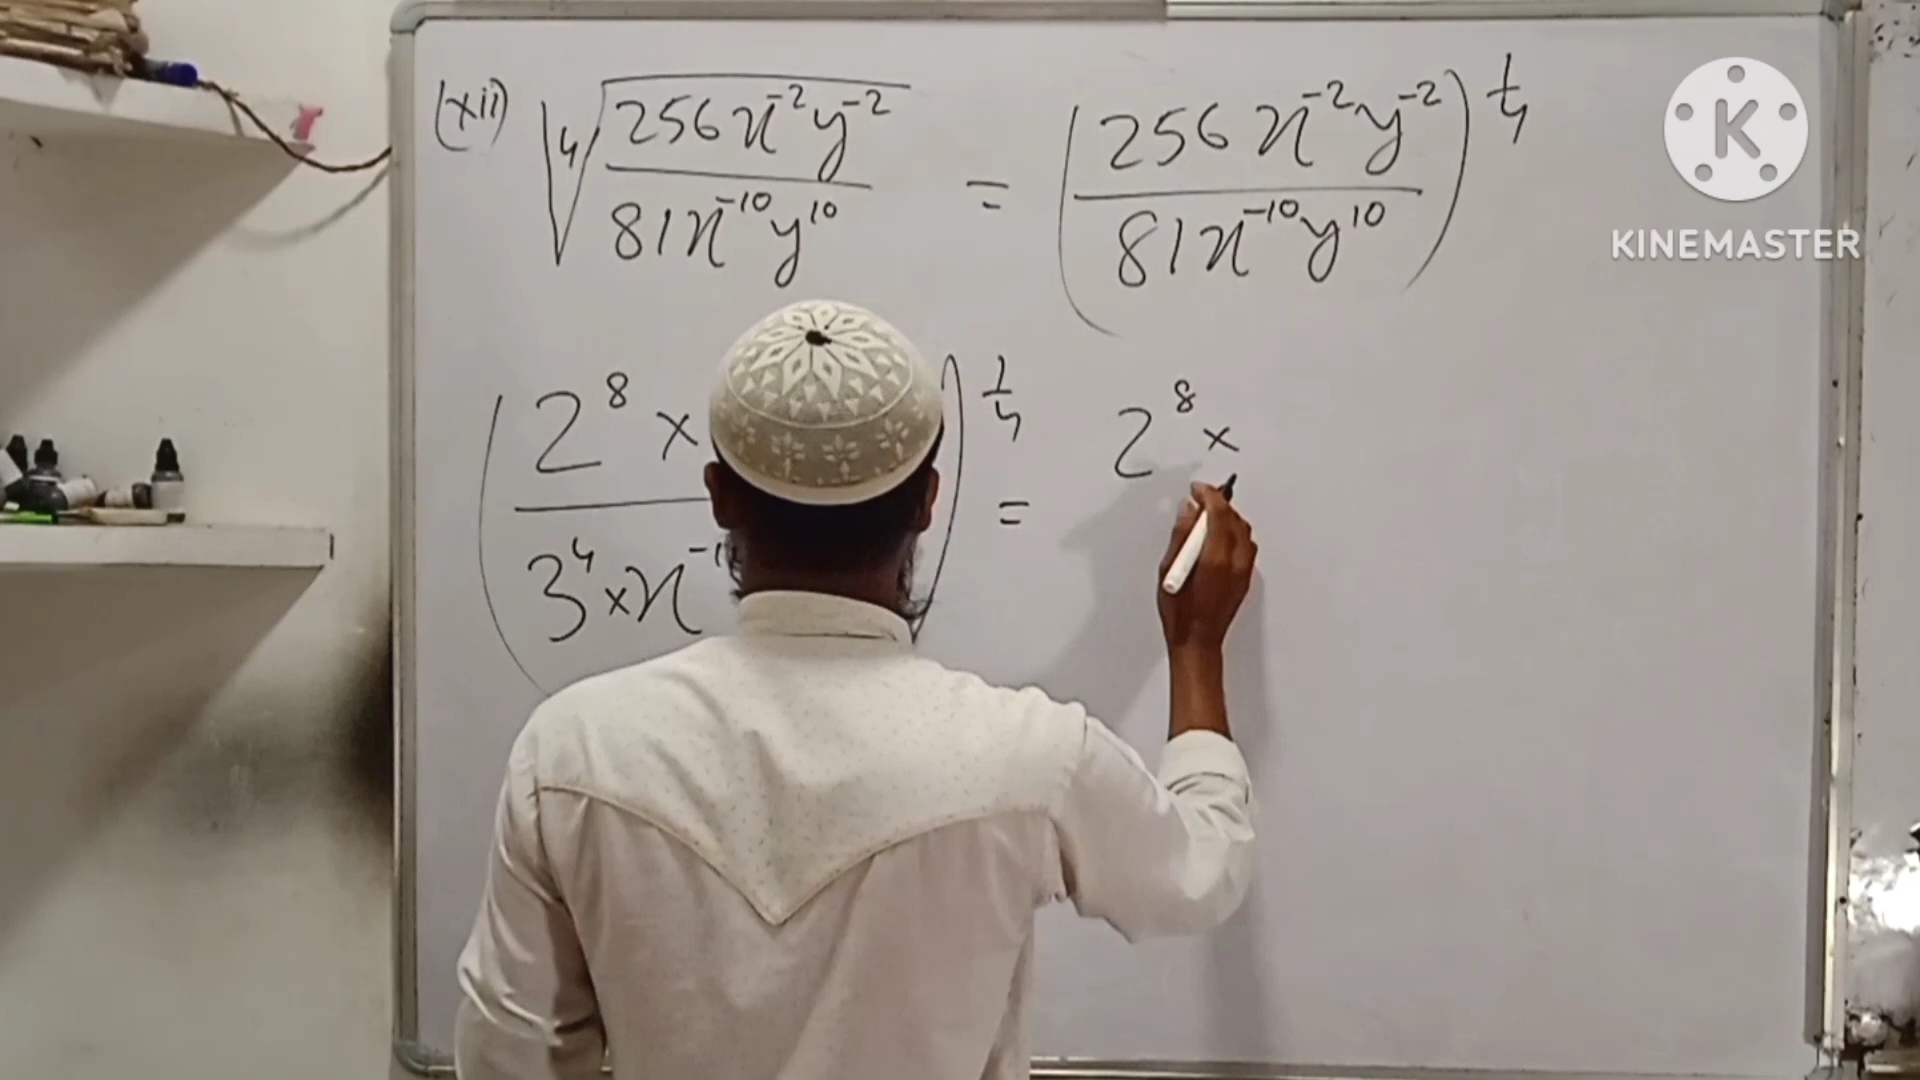 (xii) ∜(256x⁻²y⁻² / 81x⁻¹⁰y¹⁰) = (256x⁻²y⁻² / 81x⁻¹⁰y¹⁰)^(1/4)
(2⁸ × / 3⁴ × x⁻¹)^(1/4) = 2⁸ ×
K
KINEMASTER